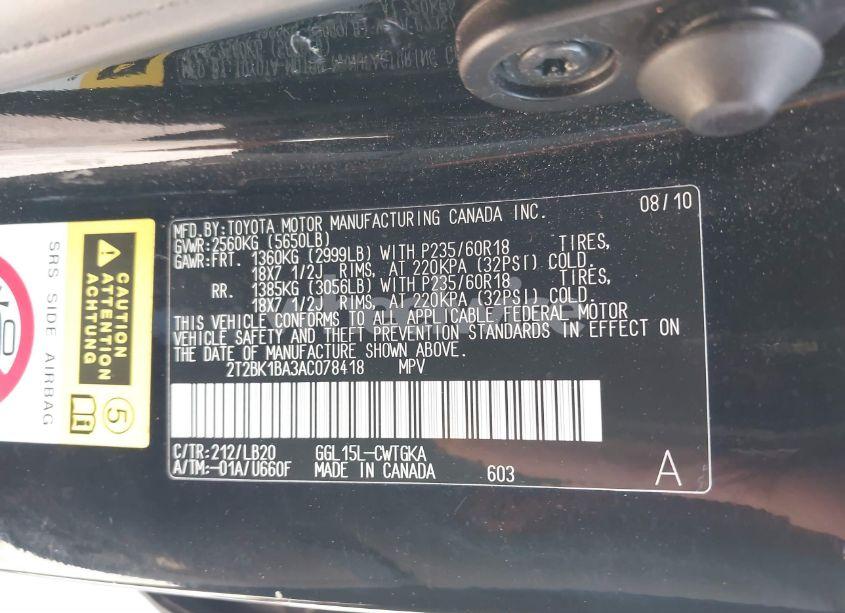 MFD.BY:TOYOTA MOTOR MANUFACTURING CANADA INC. 08/10
GVWR:2560KG (5650LB)
GAWR:FRT. 1360KG (2999LB) WITH P235/60R18 TIRES,
18X7 1/2J RIMS, AT 220KPA (32PSI) COLD.
RR. 1385KG (3056LB) WITH P235/60R18 TIRES,
18X7 1/2J RIMS, AT 220KPA (32PSI) COLD.
THIS VEHICLE CONFORMS TO ALL APPLICABLE FEDERAL MOTOR
VEHICLE SAFETY AND THEFT PREVENTION STANDARDS IN EFFECT ON
THE DATE OF MANUFACTURE SHOWN ABOVE.
2T2BK1BA3AC078418 MPV
C/TR:212/LB20 GGL15L-CWTGKA
A/TM:-01A/U660F MADE IN CANADA 603 A
SRS SIDE AIRBAG
CAUTION
ATTENTION
5